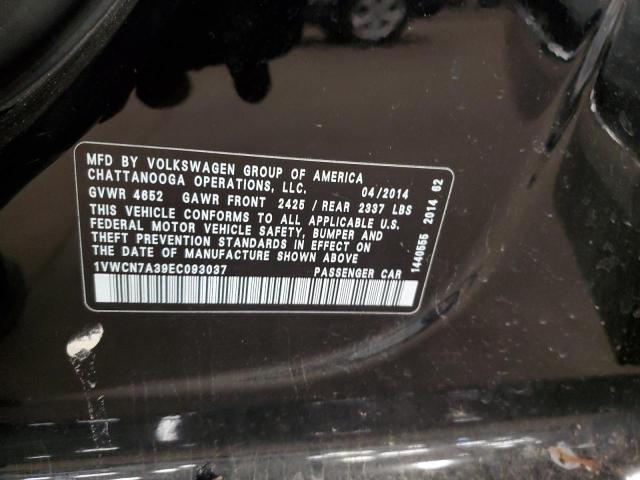 MFD BY VOLKSWAGEN GROUP OF AMERICA
CHATTANOOGA OPERATIONS, LLC. 04/2014
GVWR 4652 GAWR FRONT 2425 / REAR 2337 LBS
THIS VEHICLE CONFORMS TO ALL APPLICABLE U.S.
FEDERAL MOTOR VEHICLE SAFETY, BUMPER AND
THEFT PREVENTION STANDARDS IN EFFECT ON
THE DATE OF MANUFACTURE SHOWN ABOVE
1VWCN7A39EC093037 PASSENGER CAR
1440555 2014 62